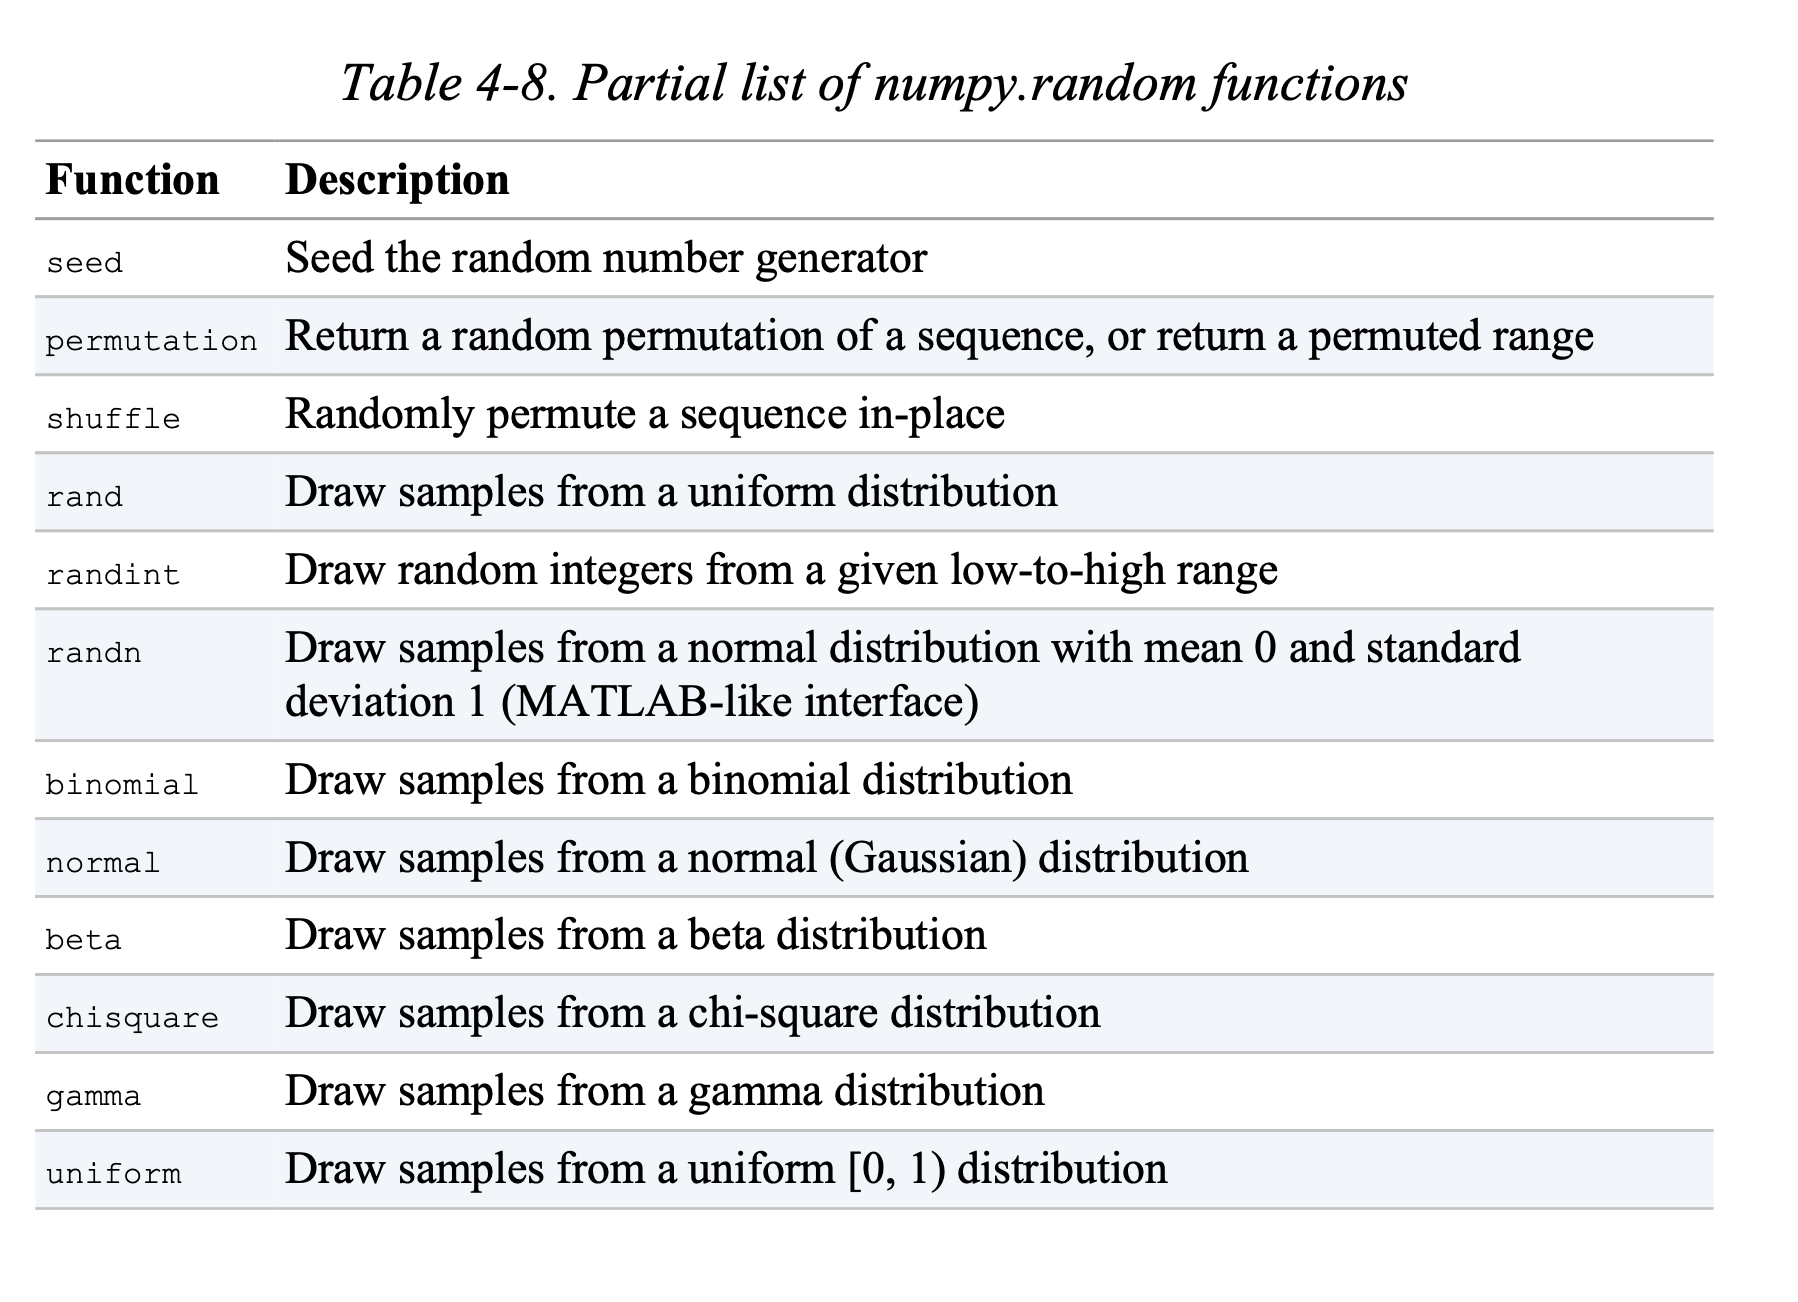 Table 4-8. Partial list of numpy.random functions
Function Description
seed Seed the random number generator
permutation Return a random permutation of a sequence, or return a permuted range
shuffle Randomly permute a sequence in-place
rand Draw samples from a uniform distribution
randint Draw random integers from a given low-to-high range
randn Draw samples from a normal distribution with mean 0 and standard
deviation 1 (MATLAB-like interface)
binomial Draw samples from a binomial distribution
normal Draw samples from a normal (Gaussian) distribution
beta Draw samples from a beta distribution
chisquare Draw samples from a chi-square distribution
gamma Draw samples from a gamma distribution
uniform Draw samples from a uniform [0, 1) distribution